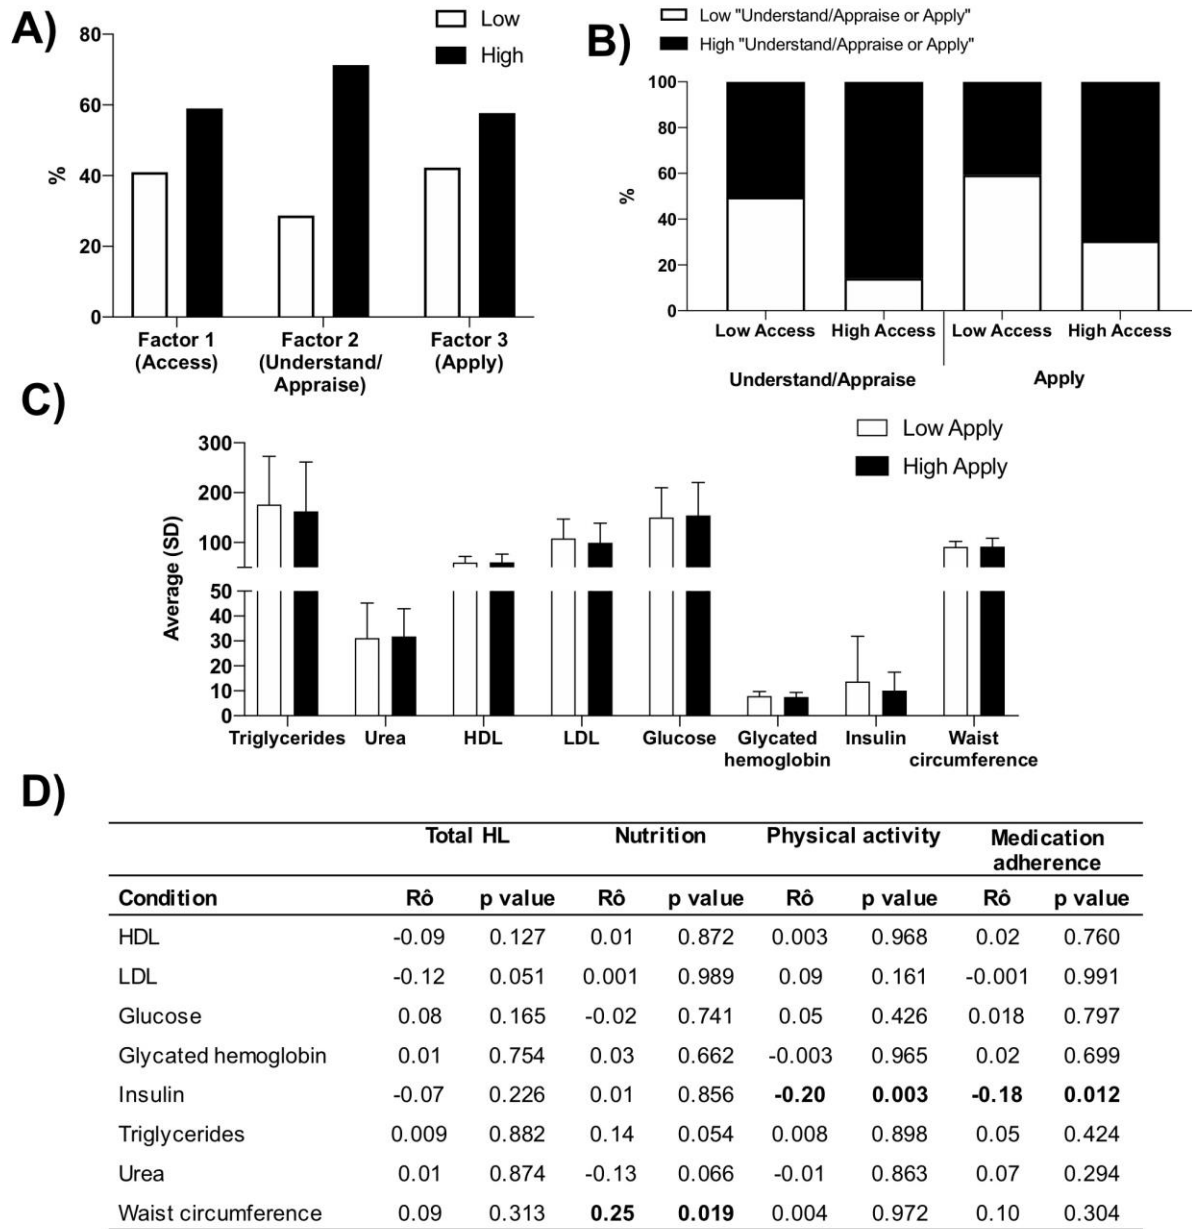 A)
Low
High
80
60
40
20
0
%
Factor 1
(Access)
Factor 2
(Understand/
Appraise)
Factor 3
(Apply)
B)
Low "Understand/Appraise or Apply"
High "Understand/Appraise or Apply"
100
80
60
40
20
0
%
Low Access High Access Low Access High Access
Understand/Appraise Apply
C)
Low Apply
High Apply
300
200
100
50
40
30
20
10
0
Average (SD)
Triglycerides Urea HDL LDL Glucose Glycated
hemoglobin Insulin Waist
circumference
D)
Total HL Nutrition Physical activity Medication
adherence
Condition Rô p value Rô p value Rô p value Rô p value
HDL -0.09 0.127 0.01 0.872 0.003 0.968 0.02 0.760
LDL -0.12 0.051 0.001 0.989 0.09 0.161 -0.001 0.991
Glucose 0.08 0.165 -0.02 0.741 0.05 0.426 0.018 0.797
Glycated hemoglobin 0.01 0.754 0.03 0.662 -0.003 0.965 0.02 0.699
Insulin -0.07 0.226 0.01 0.856 -0.20 0.003 -0.18 0.012
Triglycerides 0.009 0.882 0.14 0.054 0.008 0.898 0.05 0.424
Urea 0.01 0.874 -0.13 0.066 -0.01 0.863 0.07 0.294
Waist circumference 0.09 0.313 0.25 0.019 0.004 0.972 0.10 0.304